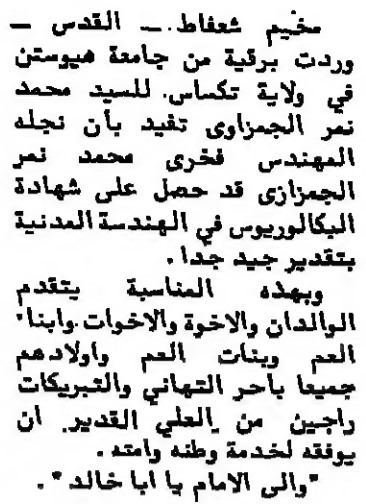 مخيم شعفاط ـ القدس ـ
وردت برقية من جامعة هيوستن
في ولاية تكساس. للسيد محمد
نمر الجمزاوى تفيد بأن نجله
المهندس فخرى محمد نمر
الجمزازى قد حصل على شهادة
البكالوريوس في الهندسة المدنية
بتقدير جيد جدا .
وبهذه المناسبة يتقدم
الوالدان والاخوة والاخوات وابناء
العم وبنات العم واولادهم
جميعا باحر التهاني والتبريكات
راجين من العلي القدير. ان
يوفقه لخدمة وطنه وامته .
"والى الامام يا ابا خالد" .